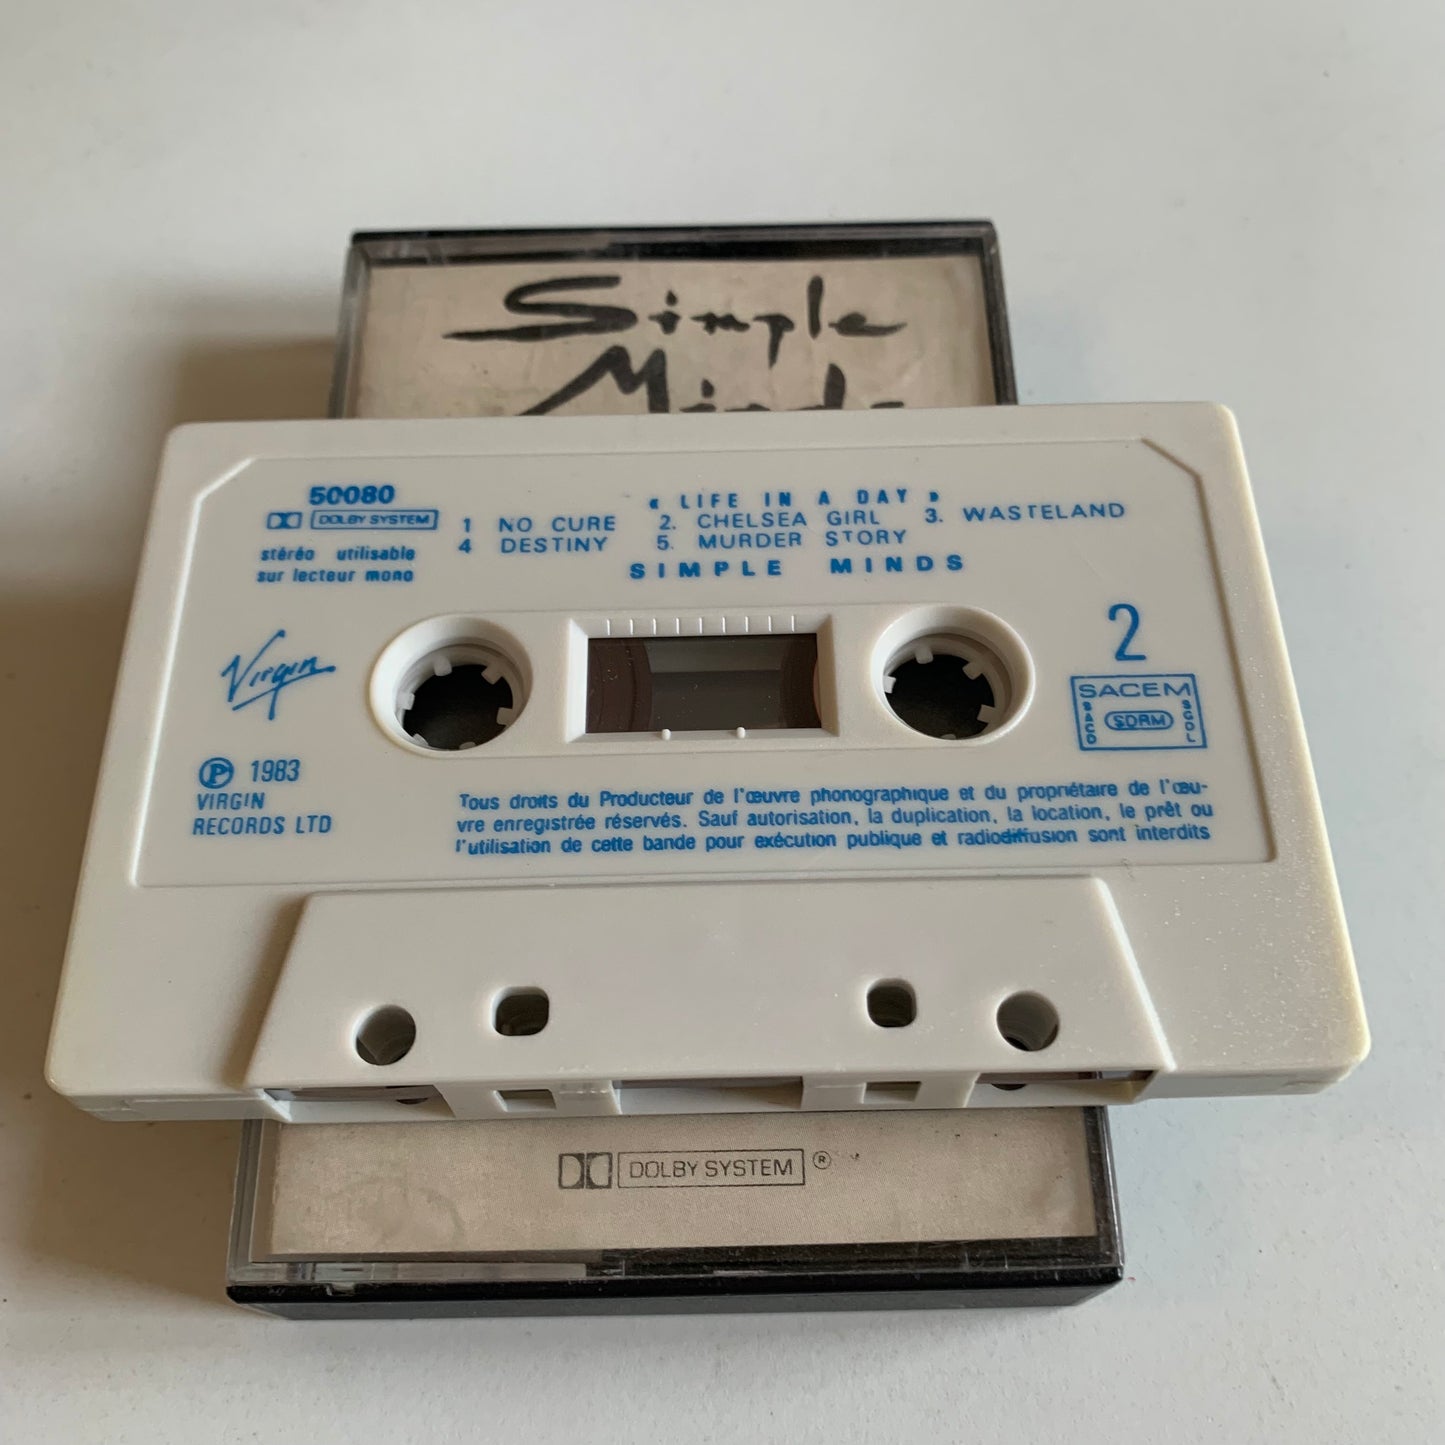 Simple
Minds
50080
« LIFE IN A DAY »
DOLBY SYSTEM
1 NO CURE 2. CHELSEA GIRL 3. WASTELAND
4 DESTINY 5. MURDER STORY
stéréo utilisable
sur lecteur mono
SIMPLE MINDS
2
Virgin
SACEM
SACD SDRM SGDL
℗ 1983
VIRGIN
RECORDS LTD
Tous droits du Producteur de l'œuvre phonographique et du propriétaire de l'œu-
vre enregistrée réservés. Sauf autorisation, la duplication, la location, le prêt ou
l'utilisation de cette bande pour exécution publique et radiodiffusion sont interdits
DOLBY SYSTEM ®